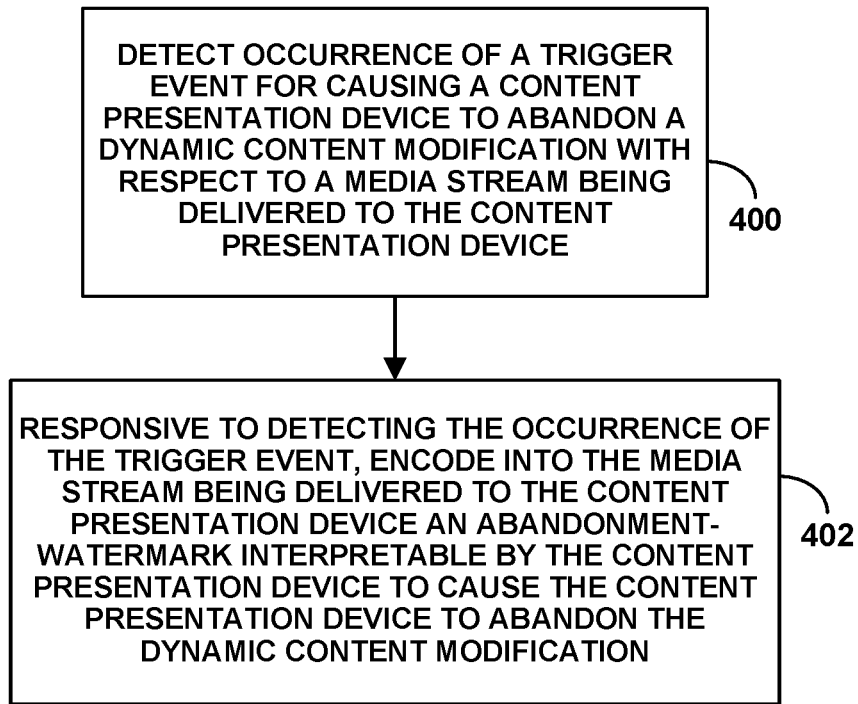 DETECT OCCURRENCE OF A TRIGGER
EVENT FOR CAUSING A CONTENT
PRESENTATION DEVICE TO ABANDON A
DYNAMIC CONTENT MODIFICATION WITH
RESPECT TO A MEDIA STREAM BEING
DELIVERED TO THE CONTENT
PRESENTATION DEVICE
400
RESPONSIVE TO DETECTING THE OCCURRENCE OF
THE TRIGGER EVENT, ENCODE INTO THE MEDIA
STREAM BEING DELIVERED TO THE CONTENT
PRESENTATION DEVICE AN ABANDONMENT-
WATERMARK INTERPRETABLE BY THE CONTENT
PRESENTATION DEVICE TO CAUSE THE CONTENT
PRESENTATION DEVICE TO ABANDON THE
DYNAMIC CONTENT MODIFICATION
402